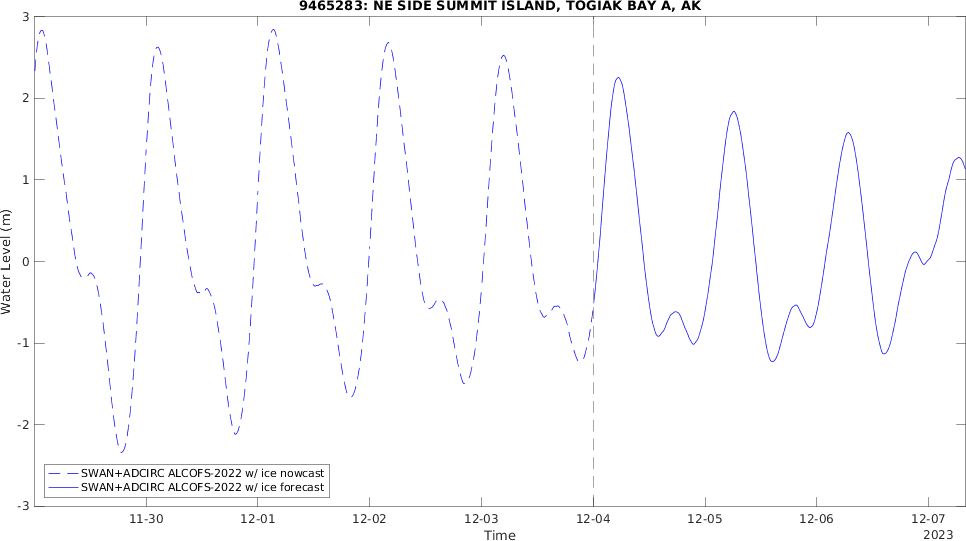 9465283: NE SIDE SUMMIT ISLAND, TOGIAK BAY A, AK
3
2
1
0
-1
-2
-3
Water Level (m)
SWAN+ADCIRC ALCOFS-2022 w/ ice nowcast
SWAN+ADCIRC ALCOFS-2022 w/ ice forecast
11-30 12-01 12-02 12-03 12-04 12-05 12-06 12-07
Time
2023